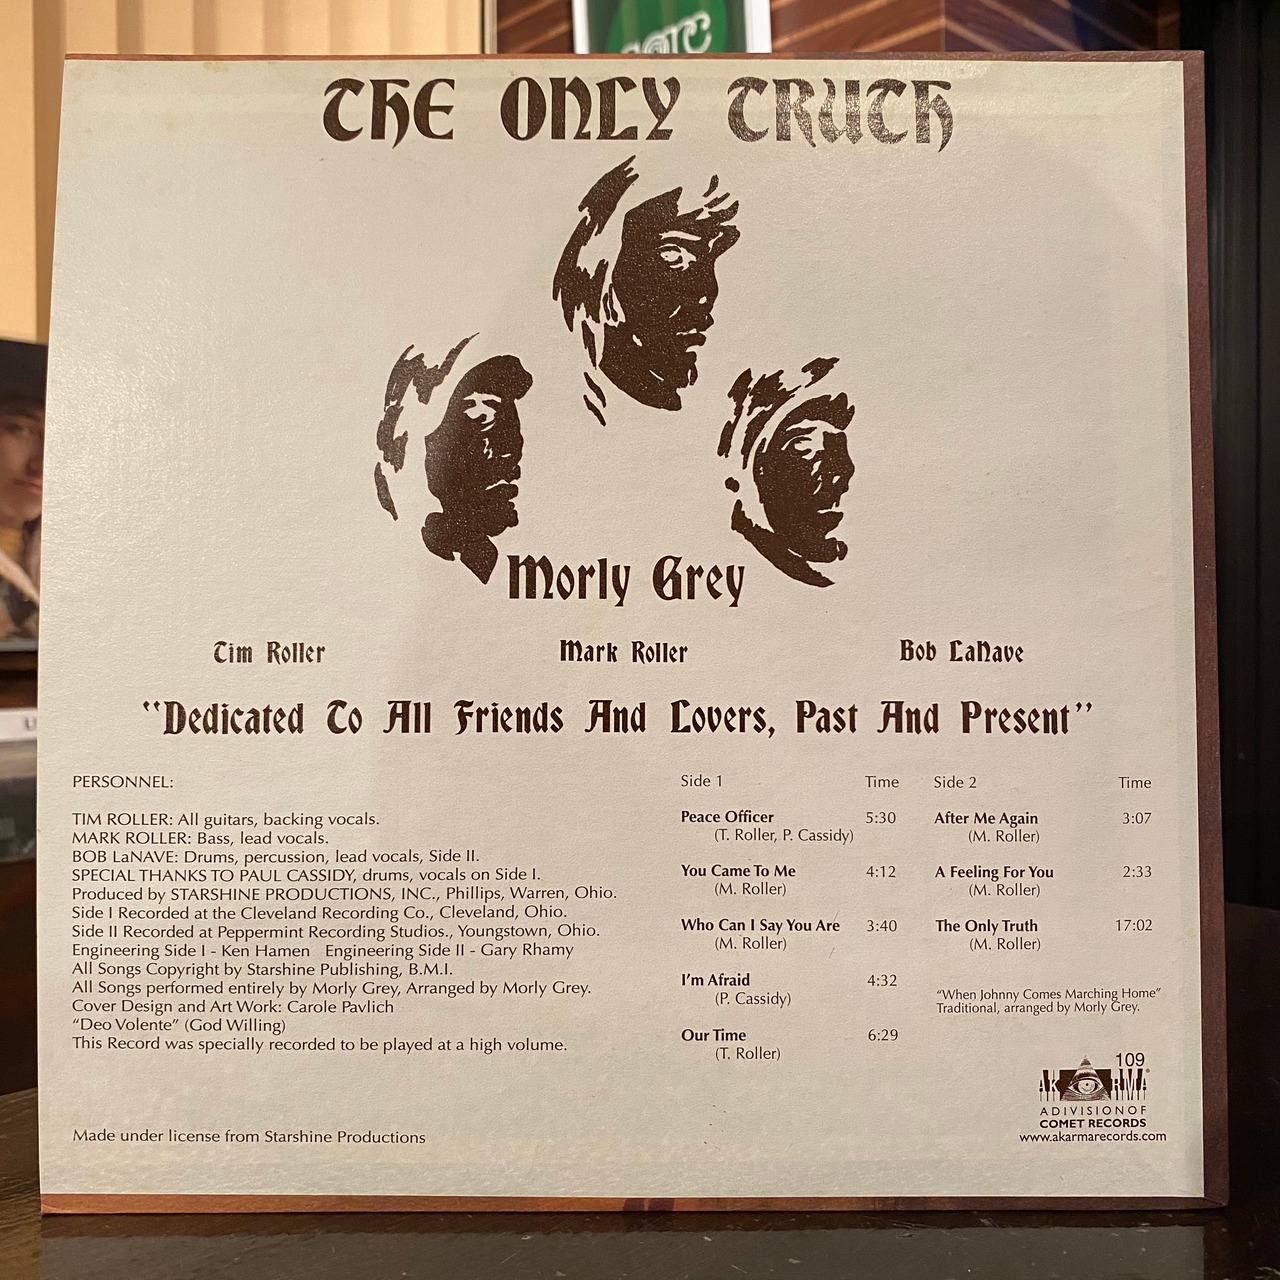 THE ONLY TRUTH
Morly Grey
Tim Roller Mark Roller Bob LaNave
“Dedicated To All Friends And Lovers, Past And Present”
PERSONNEL:
TIM ROLLER: All guitars, backing vocals.
MARK ROLLER: Bass, lead vocals.
BOB LaNAVE: Drums, percussion, lead vocals, Side II.
SPECIAL THANKS TO PAUL CASSIDY, drums, vocals on Side I.
Produced by STARSHINE PRODUCTIONS, INC., Phillips, Warren, Ohio.
Side I Recorded at the Cleveland Recording Co., Cleveland, Ohio.
Side II Recorded at Peppermint Recording Studios., Youngstown, Ohio.
Engineering Side I - Ken Hamen Engineering Side II - Gary Rhamy
All Songs Copyright by Starshine Publishing, B.M.I.
All Songs performed entirely by Morly Grey, Arranged by Morly Grey.
Cover Design and Art Work: Carole Pavlich
“Deo Volente” (God Willing)
This Record was specially recorded to be played at a high volume.
Made under license from Starshine Productions
Side 1 Time
Peace Officer 5:30
(T. Roller, P. Cassidy)
You Came To Me 4:12
(M. Roller)
Who Can I Say You Are 3:40
(M. Roller)
I’m Afraid 4:32
(P. Cassidy)
Our Time 6:29
(T. Roller)
Side 2 Time
After Me Again 3:07
(M. Roller)
A Feeling For You 2:33
(M. Roller)
The Only Truth 17:02
(M. Roller)
“When Johnny Comes Marching Home”
Traditional, arranged by Morly Grey.
109
AKARMA
A DIVISION OF
COMET RECORDS
www.akarmarecords.com